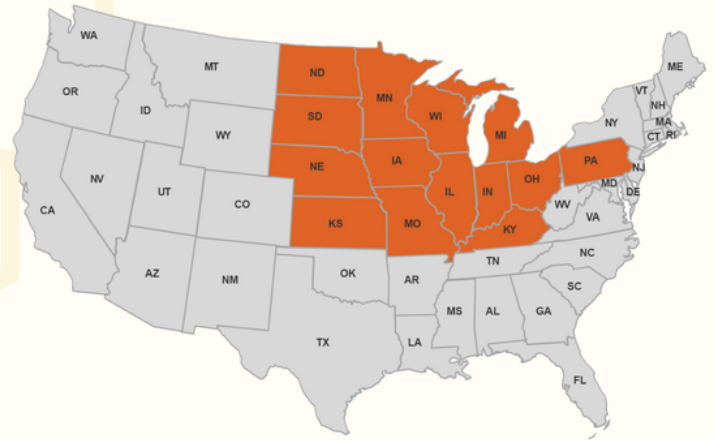 WA
MT
ND
MN
ME
OR
ID
SD
WI
MI
VT
NH
NY
MA
CT
RI
WY
NE
IA
PA
NJ
NV
UT
CO
IL
IN
OH
MD
DE
WV
VA
CA
KS
MO
KY
AZ
NM
OK
AR
TN
NC
SC
MS
AL
GA
TX
LA
FL